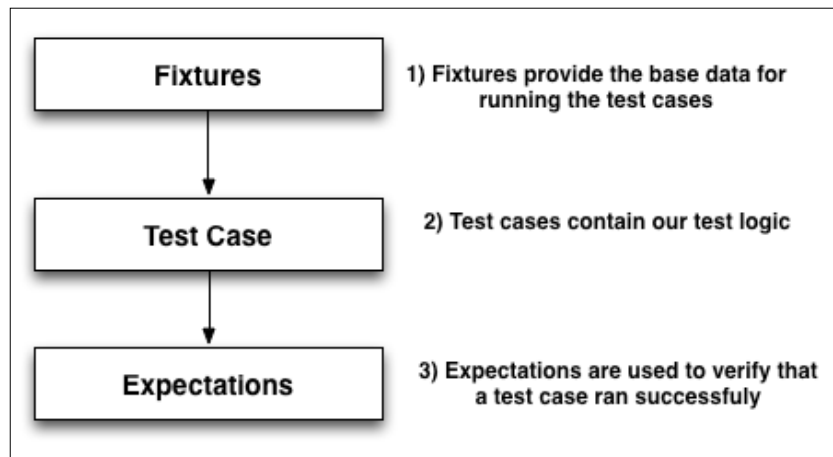 Fixtures
1) Fixtures provide the base data for
running the test cases
Test Case
2) Test cases contain our test logic
Expectations
3) Expectations are used to verify that
a test case ran successfuly